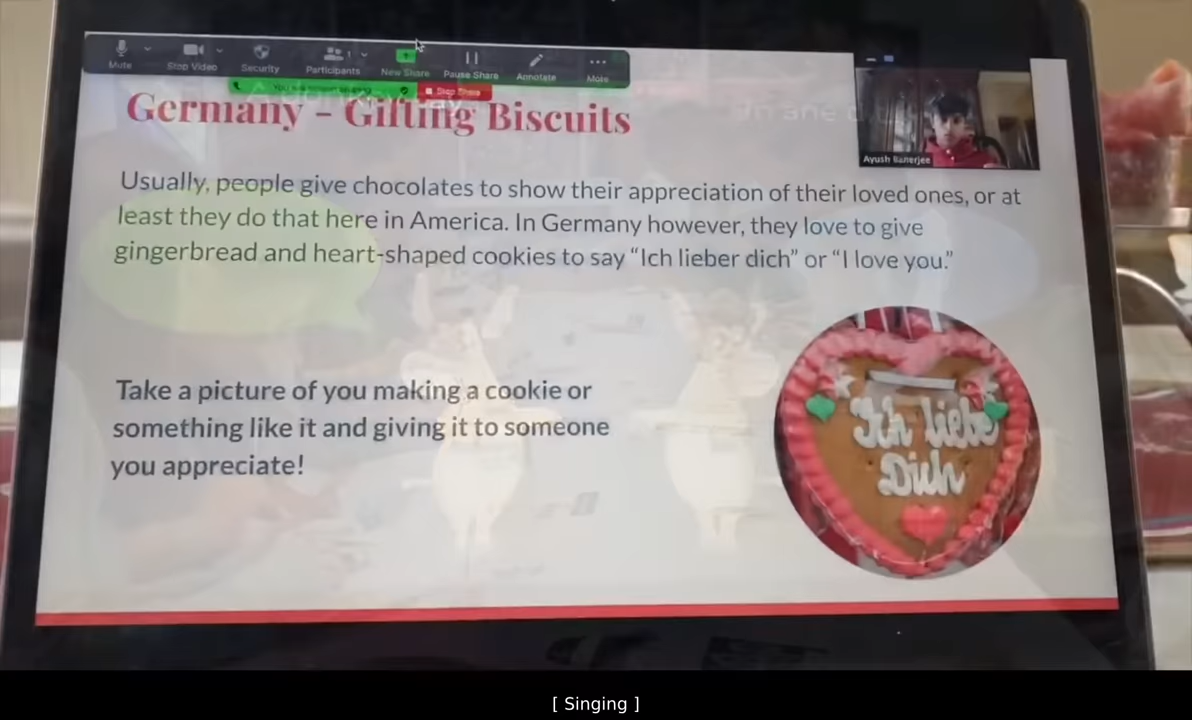 Mute
Stop Video
Security
Participants
1
New Share
Pause Share
Annotate
More
Stop Share
Germany – Gifting Biscuits
Ayush Banerjee
Usually, people give chocolates to show their appreciation of their loved ones, or at
least they do that here in America. In Germany however, they love to give
gingerbread and heart-shaped cookies to say “Ich lieber dich” or “I love you.”
Take a picture of you making a cookie or
something like it and giving it to someone
you appreciate!
Ich liebe
Dich
[ Singing ]